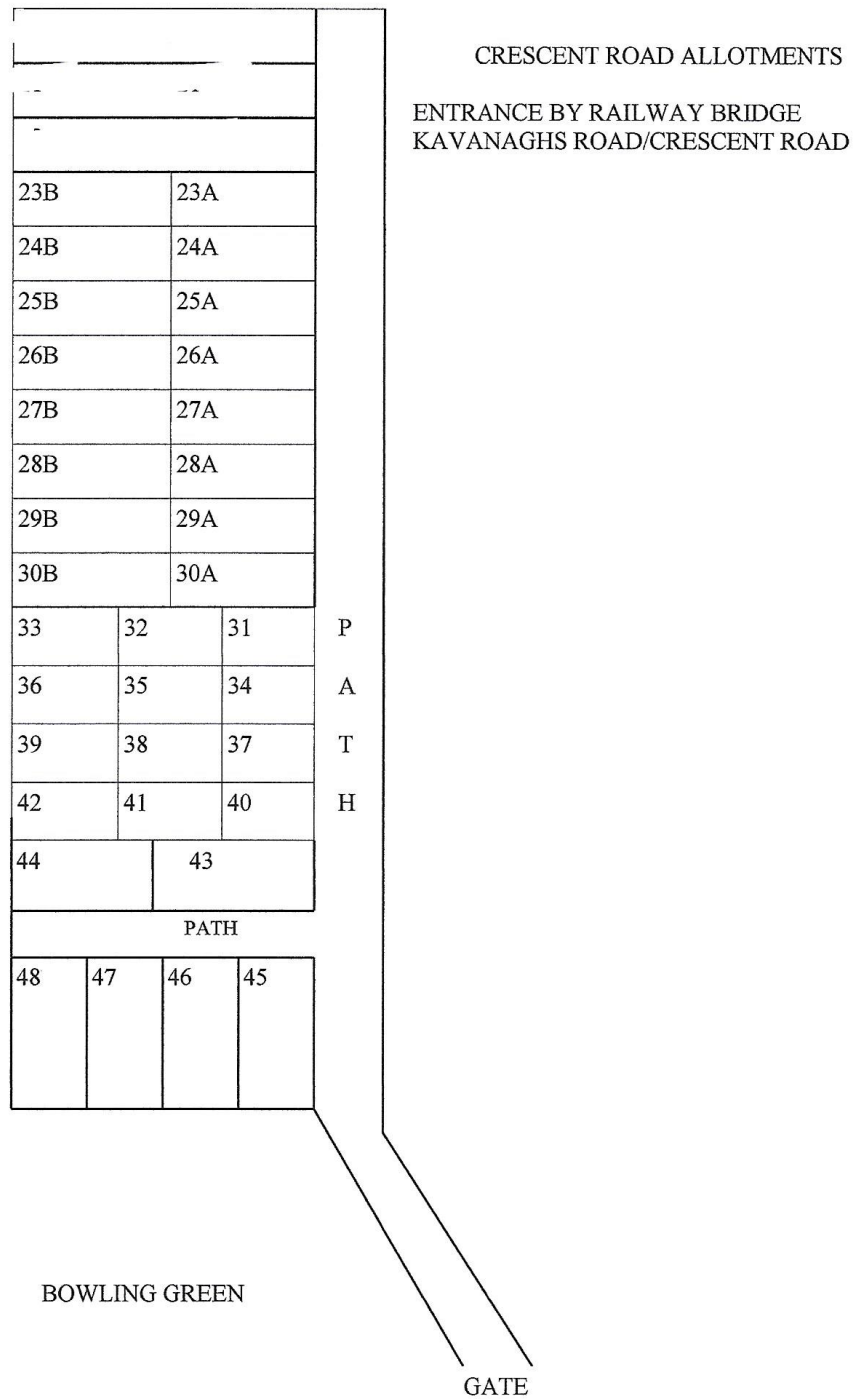 CRESCENT ROAD ALLOTMENTS
ENTRANCE BY RAILWAY BRIDGE
KAVANAGHS ROAD/CRESCENT ROAD
23B 23A
24B 24A
25B 25A
26B 26A
27B 27A
28B 28A
29B 29A
30B 30A
33 32 31 P
36 35 34 A
39 38 37 T
42 41 40 H
44 43
PATH
48 47 46 45
BOWLING GREEN
GATE